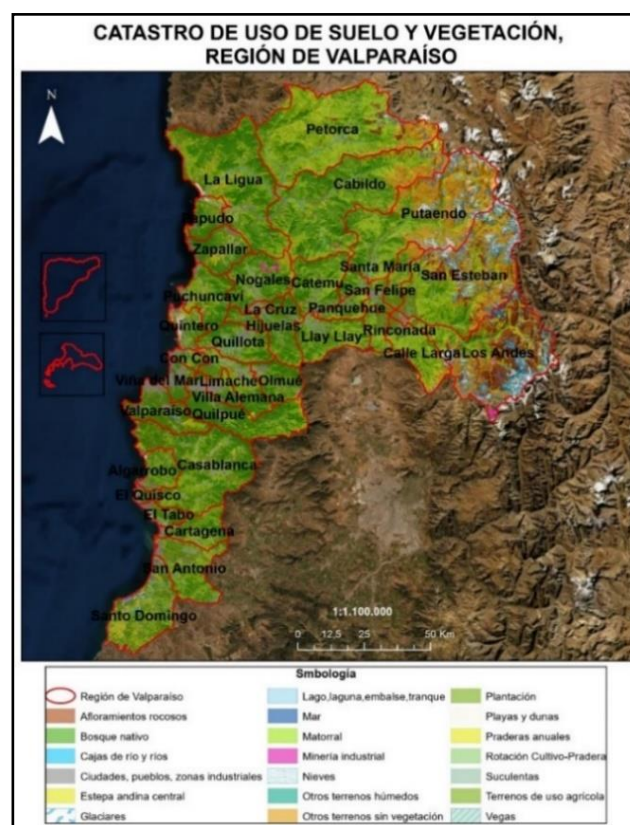 CATASTRO DE USO DE SUELO Y VEGETACIÓN,
REGIÓN DE VALPARAÍSO
N
Petorca
La Ligua
Cabildo
Papudo
Putaendo
Zapallar
Nogales
Catemu
Santa María
San Esteban
San Felipe
Puchuncaví
La Cruz
Panquehue
Quintero
Hijuelas
Quillota
Llay Llay
Rinconada
Con Con
Calle Larga
Los Andes
Viña del Mar
Limache
Olmué
Villa Alemana
Valparaíso
Quilpué
Algarrobo
Casablanca
El Quisco
El Tabo
Cartagena
San Antonio
Santo Domingo
1:1.100.000
0 12,5 25 50 Km
Smbología
Región de Valparaíso
Afloramientos rocosos
Bosque nativo
Cajas de río y ríos
Ciudades, pueblos, zonas industriales
Estepa andina central
Glaciares
Lago,laguna,embalse,tranque
Mar
Matorral
Minería industrial
Nieves
Otros terrenos húmedos
Otros terrenos sin vegetación
Plantación
Playas y dunas
Praderas anuales
Rotación Cultivo-Pradera
Suculentas
Terrenos de uso agrícola
Vegas